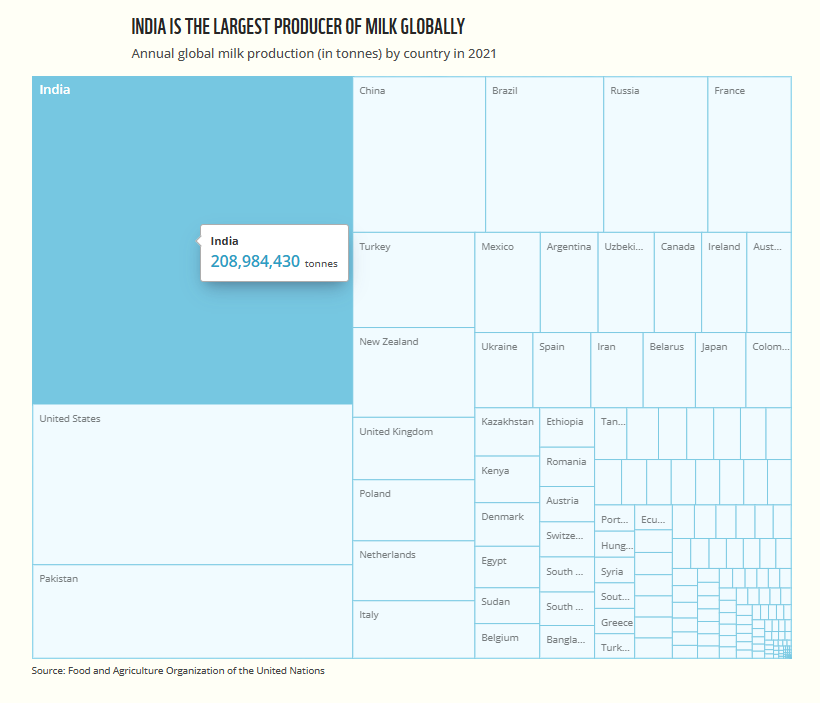 INDIA IS THE LARGEST PRODUCER OF MILK GLOBALLY
Annual global milk production (in tonnes) by country in 2021
India
China
Brazil
Russia
France
India
208,984,430 tonnes
Turkey
Mexico
Argentina
Uzbeki...
Canada
Ireland
Aust...
New Zealand
Ukraine
Spain
Iran
Belarus
Japan
Colom...
United States
United Kingdom
Kazakhstan
Ethiopia
Tan...
Romania
Kenya
Poland
Austria
Denmark
Port...
Ecu...
Switze...
Hung...
Netherlands
Egypt
Pakistan
South ...
Syria
Sout...
Sudan
South ...
Italy
Greece
Belgium
Bangla...
Turk...
Source: Food and Agriculture Organization of the United Nations